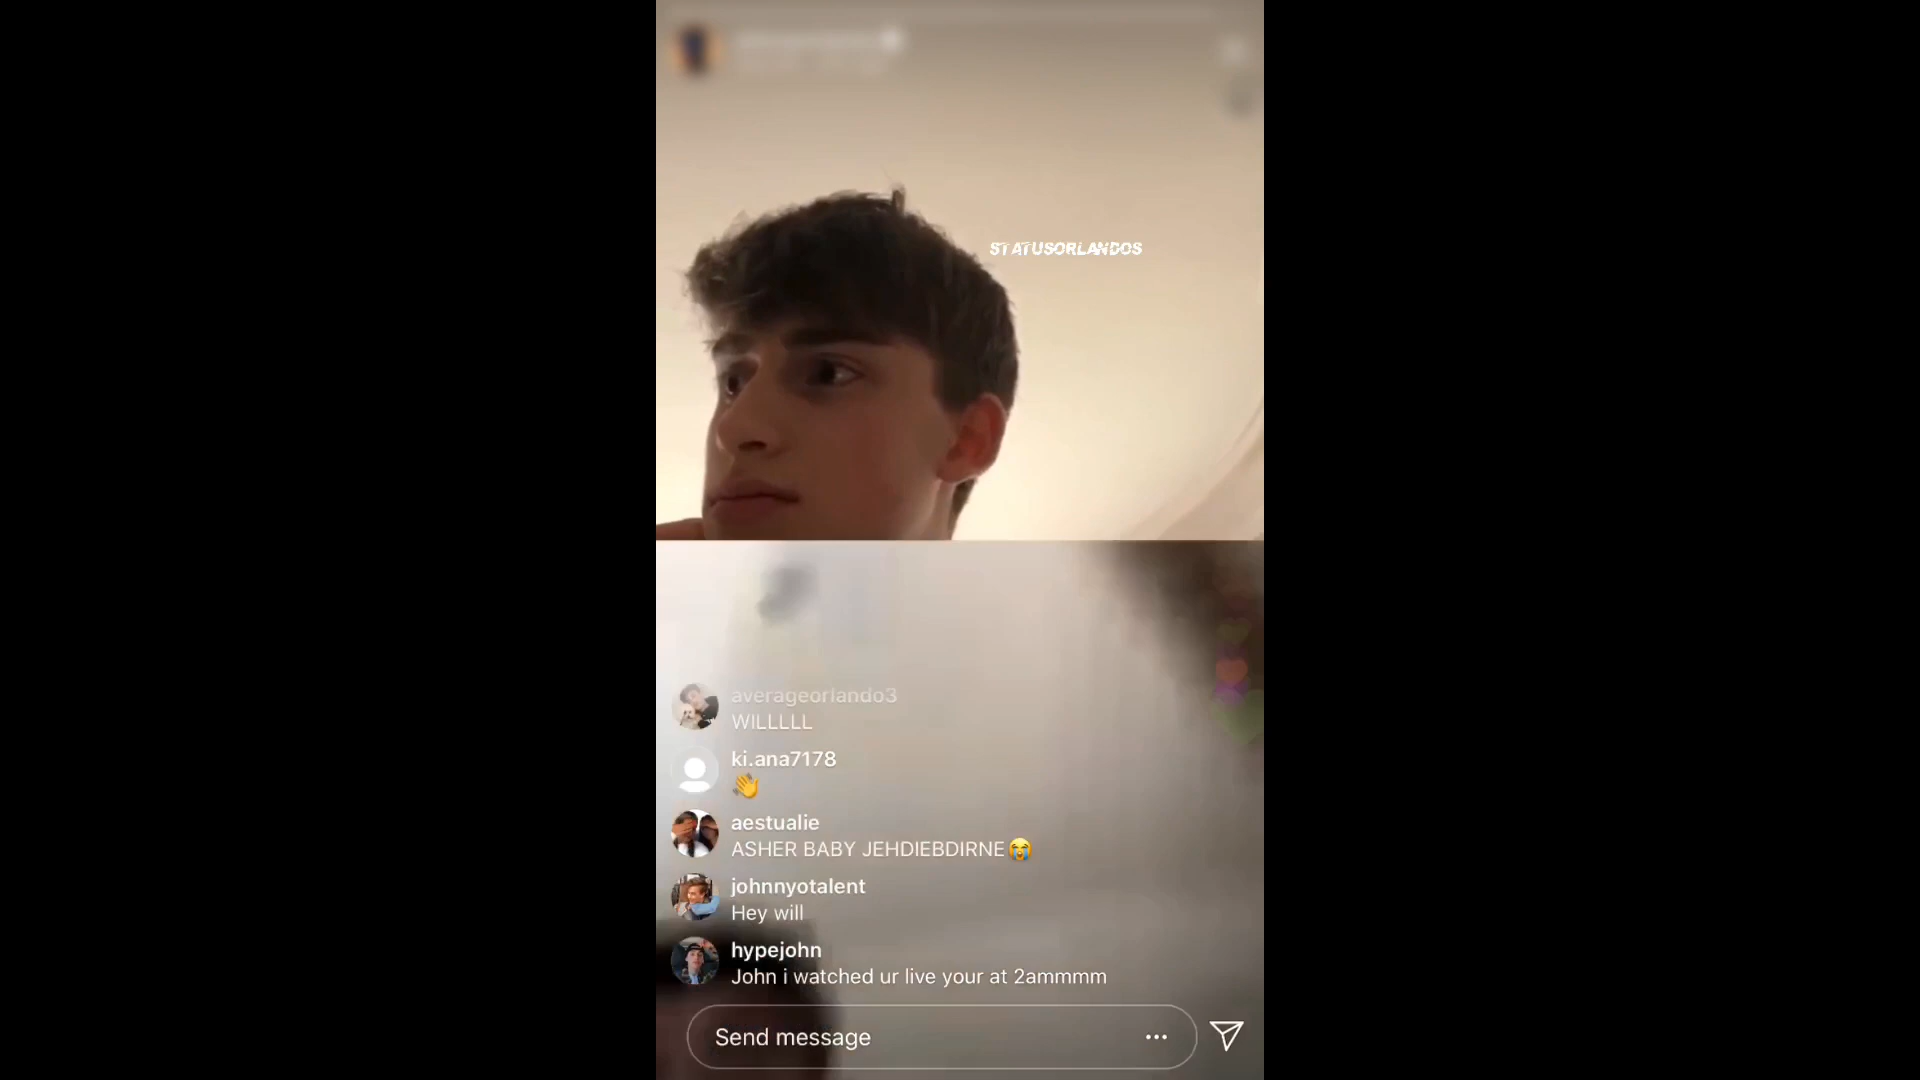 STATUSORLANDOS
averageorlando3
WILLLLL
ki.ana7178
👋
aestualie
ASHER BABY JEHDIEBDIRNE😭
johnnyotalent
Hey will
hypejohn
John i watched ur live your at 2ammmm
Send message